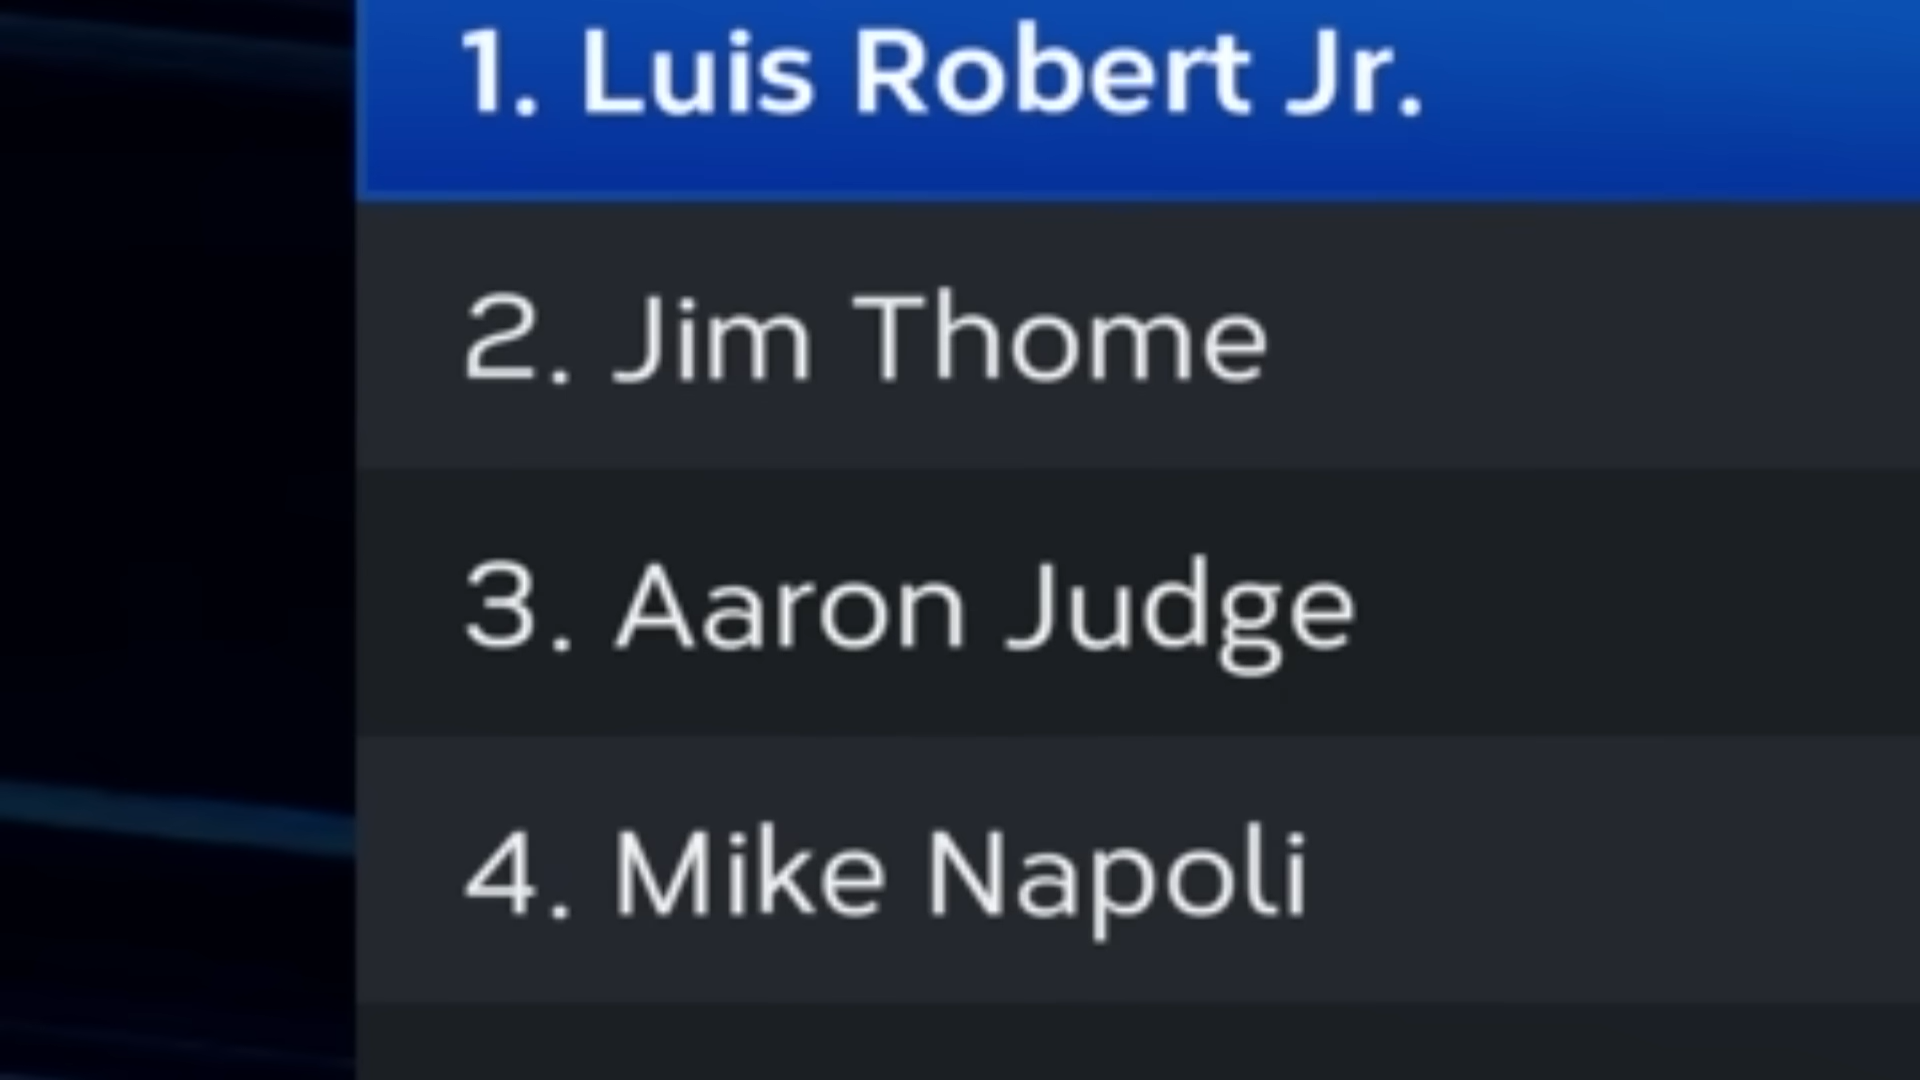 1. Luis Robert Jr.
2. Jim Thome
3. Aaron Judge
4. Mike Napoli